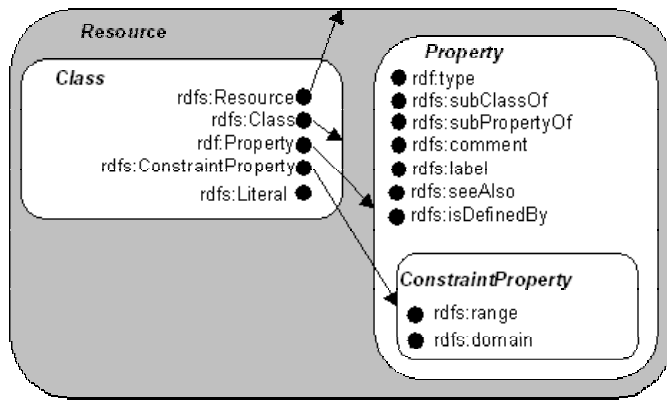 Resource
Class
rdfs:Resource
rdfs:Class
rdf:Property
rdfs:ConstraintProperty
rdfs:Literal
Property
rdf:type
rdfs:subClassOf
rdfs:subPropertyOf
rdfs:comment
rdfs:label
rdfs:seeAlso
rdfs:isDefinedBy
ConstraintProperty
rdfs:range
rdfs:domain